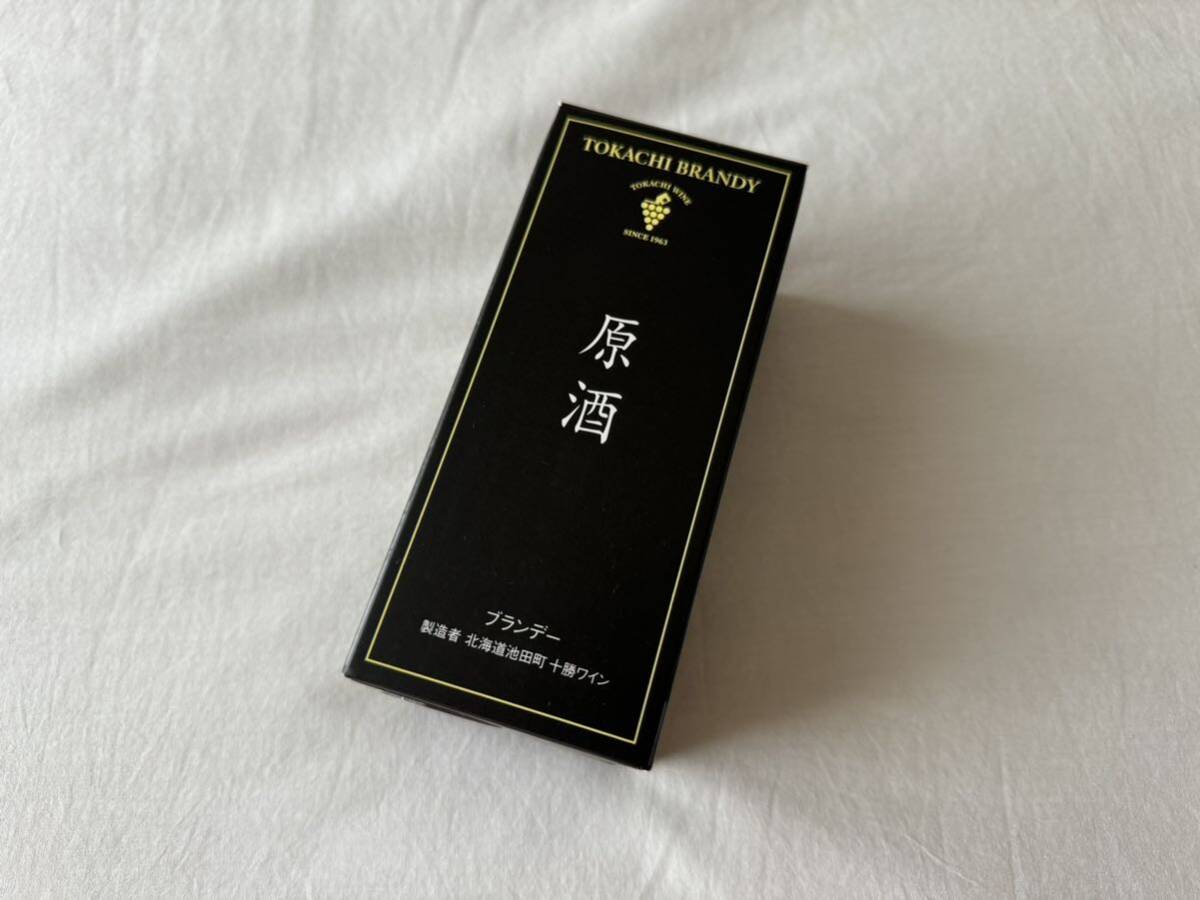 TOKACHI BRANDY
TOKACHI WINE
SINCE 1963
原酒
ブランデー
製造者 北海道池田町 十勝ワイン